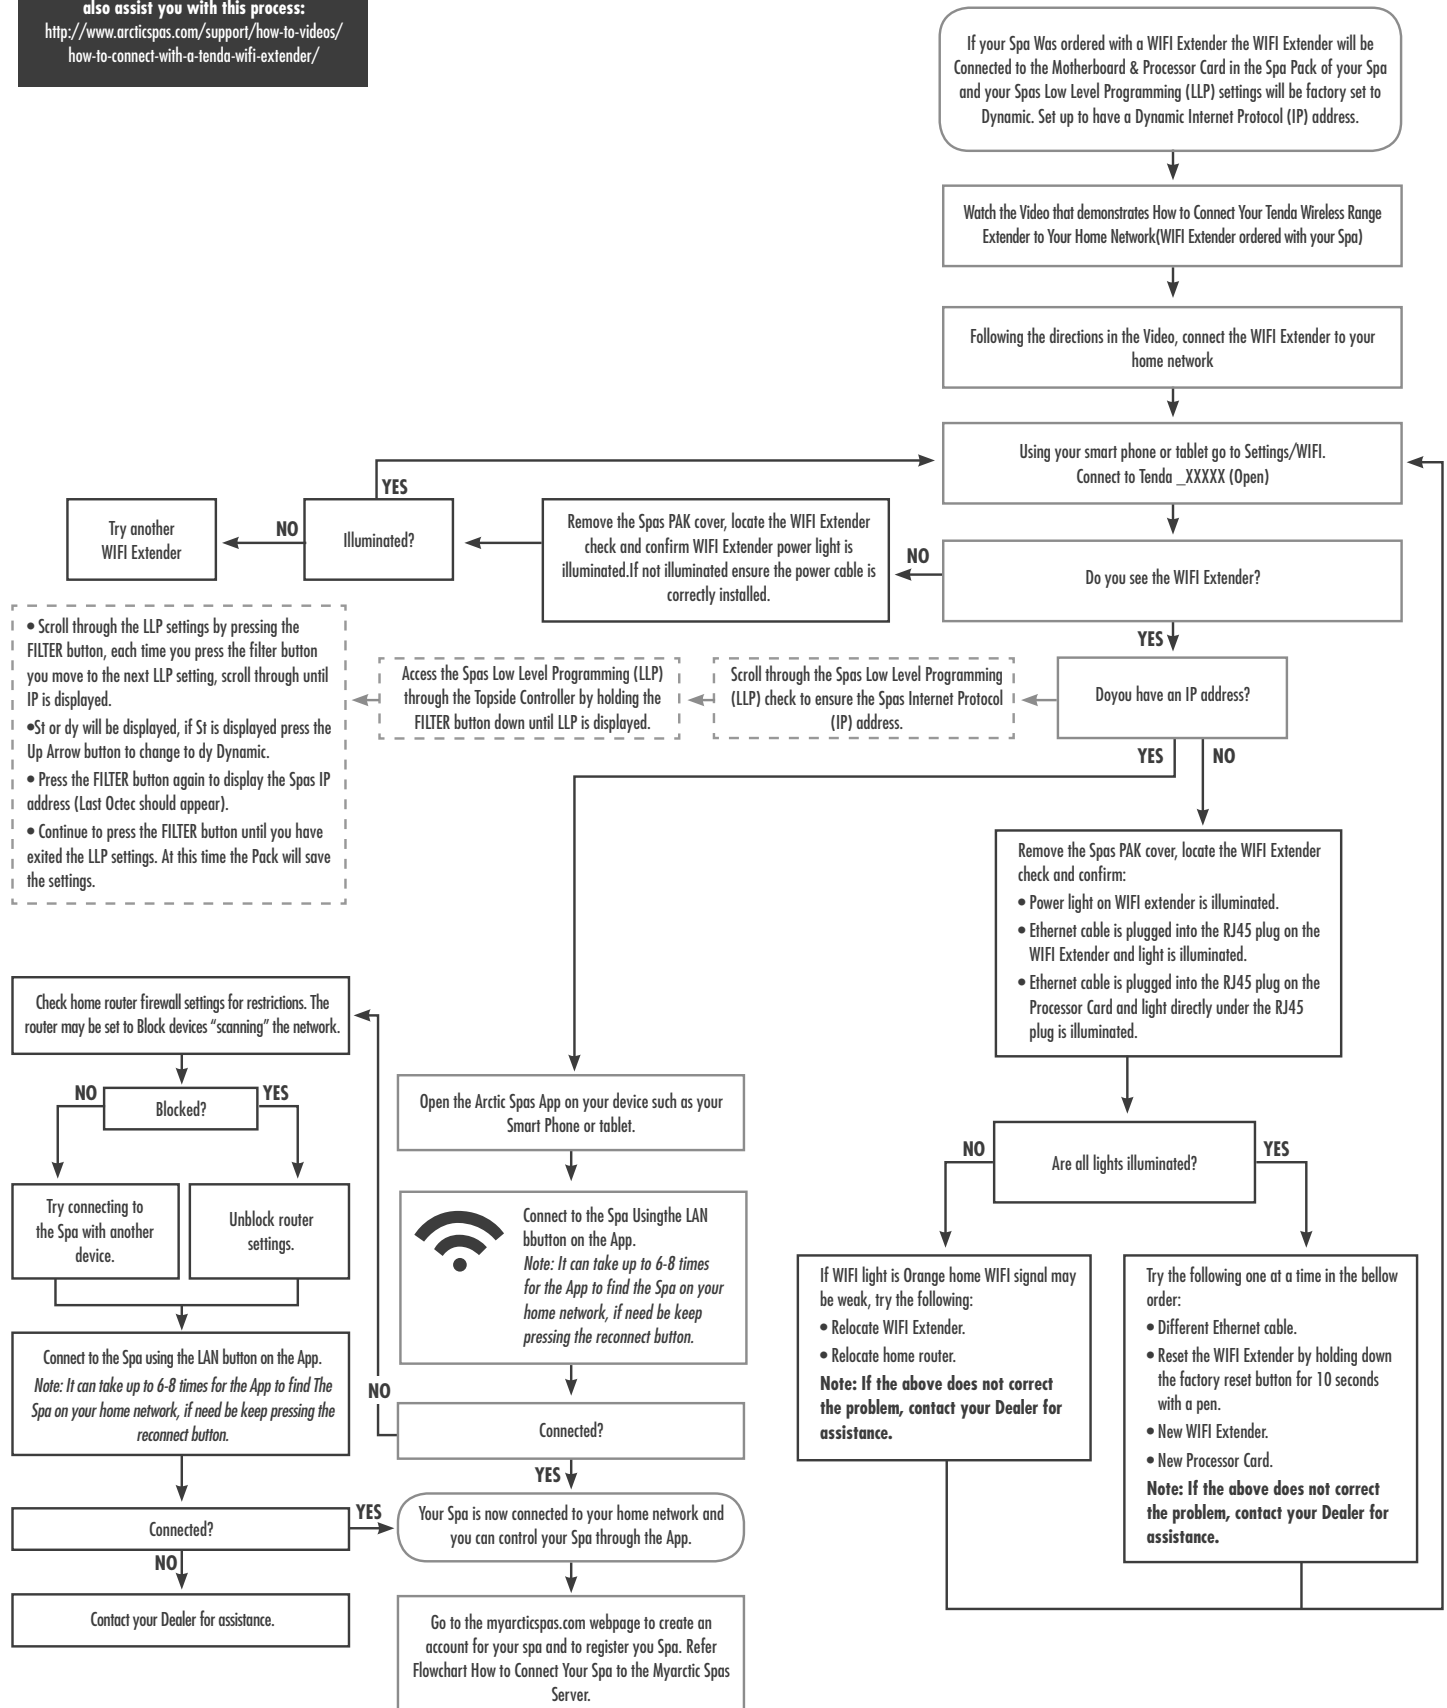 also assist you with this process:
http://www.arcticspas.com/support/how-to-videos/
how-to-connect-with-a-tenda-wifi-extender/
If your Spa Was ordered with a WIFI Extender the WIFI Extender will be
Connected to the Motherboard & Processor Card in the Spa Pack of your Spa
and your Spas Low Level Programming (LLP) settings will be factory set to
Dynamic. Set up to have a Dynamic Internet Protocol (IP) address.
Watch the Video that demonstrates How to Connect Your Tenda Wireless Range
Extender to Your Home Network(WIFI Extender ordered with your Spa)
Following the directions in the Video, connect the WIFI Extender to your
home network
Using your smart phone or tablet go to Settings/WIFI.
Connect to Tenda _XXXXX (Open)
Do you see the WIFI Extender?
NO
Remove the Spas PAK cover, locate the WIFI Extender
check and confirm WIFI Extender power light is
illuminated.If not illuminated ensure the power cable is
correctly installed.
Illuminated?
YES
NO
Try another
WIFI Extender
YES
Doyou have an IP address?
Scroll through the Spas Low Level Programming
(LLP) check to ensure the Spas Internet Protocol
(IP) address.
Access the Spas Low Level Programming (LLP)
through the Topside Controller by holding the
FILTER button down until LLP is displayed.
• Scroll through the LLP settings by pressing the
FILTER button, each time you press the filter button
you move to the next LLP setting, scroll through until
IP is displayed.
•St or dy will be displayed, if St is displayed press the
Up Arrow button to change to dy Dynamic.
• Press the FILTER button again to display the Spas IP
address (Last Octec should appear).
• Continue to press the FILTER button until you have
exited the LLP settings. At this time the Pack will save
the settings.
YES
NO
Remove the Spas PAK cover, locate the WIFI Extender
check and confirm:
• Power light on WIFI extender is illuminated.
• Ethernet cable is plugged into the RJ45 plug on the
WIFI Extender and light is illuminated.
• Ethernet cable is plugged into the RJ45 plug on the
Processor Card and light directly under the RJ45
plug is illuminated.
Are all lights illuminated?
NO
YES
If WIFI light is Orange home WIFI signal may
be weak, try the following:
• Relocate WIFI Extender.
• Relocate home router.
Note: If the above does not correct
the problem, contact your Dealer for
assistance.
Try the following one at a time in the bellow
order:
• Different Ethernet cable.
• Reset the WIFI Extender by holding down
the factory reset button for 10 seconds
with a pen.
• New WIFI Extender.
• New Processor Card.
Note: If the above does not correct
the problem, contact your Dealer for
assistance.
Open the Arctic Spas App on your device such as your
Smart Phone or tablet.
Connect to the Spa Usingthe LAN
bbutton on the App.
Note: It can take up to 6-8 times
for the App to find the Spa on your
home network, if need be keep
pressing the reconnect button.
Connected?
NO
YES
Check home router firewall settings for restrictions. The
router may be set to Block devices “scanning” the network.
Blocked?
NO
YES
Try connecting to
the Spa with another
device.
Unblock router
settings.
Connect to the Spa using the LAN button on the App.
Note: It can take up to 6-8 times for the App to find The
Spa on your home network, if need be keep pressing the
reconnect button.
Connected?
YES
NO
Contact your Dealer for assistance.
Your Spa is now connected to your home network and
you can control your Spa through the App.
Go to the myarcticspas.com webpage to create an
account for your spa and to register you Spa. Refer
Flowchart How to Connect Your Spa to the Myarctic Spas
Server.